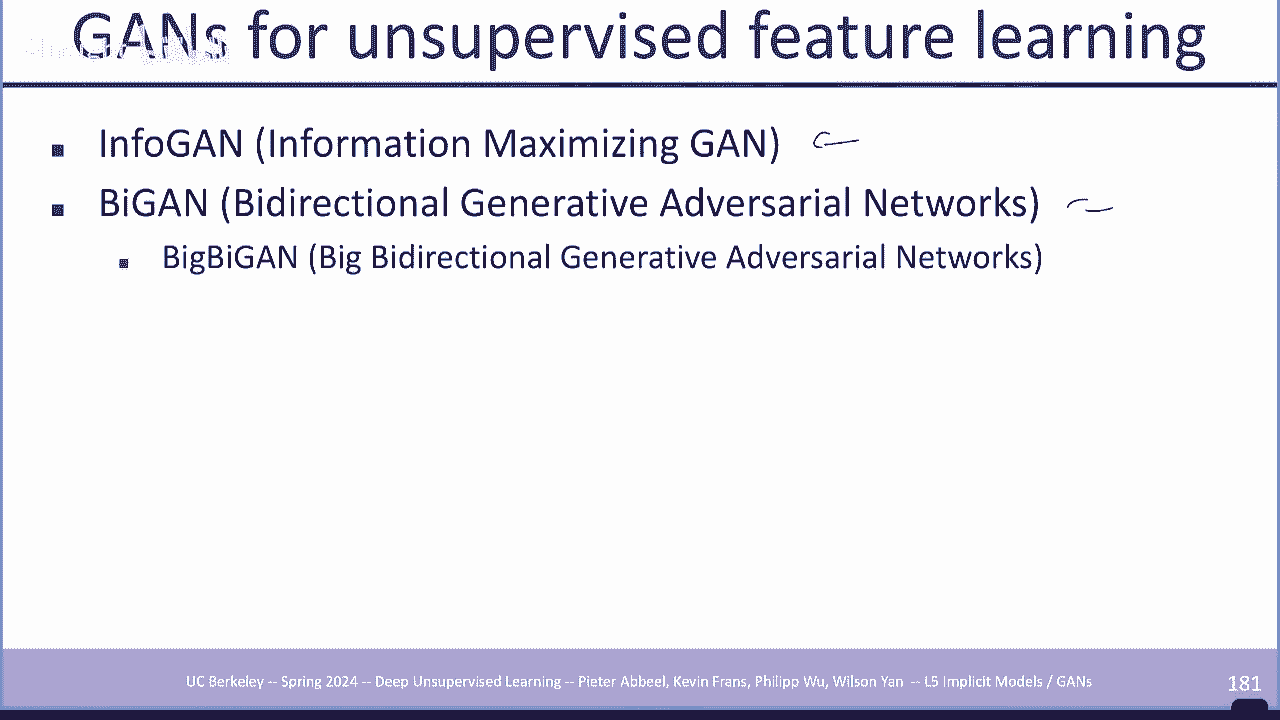 GANs for unsupervised feature learning
InfoGAN (Information Maximizing GAN)
BiGAN (Bidirectional Generative Adversarial Networks)
BigBiGAN (Big Bidirectional Generative Adversarial Networks)
UC Berkeley -- Spring 2024 -- Deep Unsupervised Learning -- Pieter Abbeel, Kevin Frans, Philipp Wu, Wilson Yan -- L5 Implicit Models / GANs
181